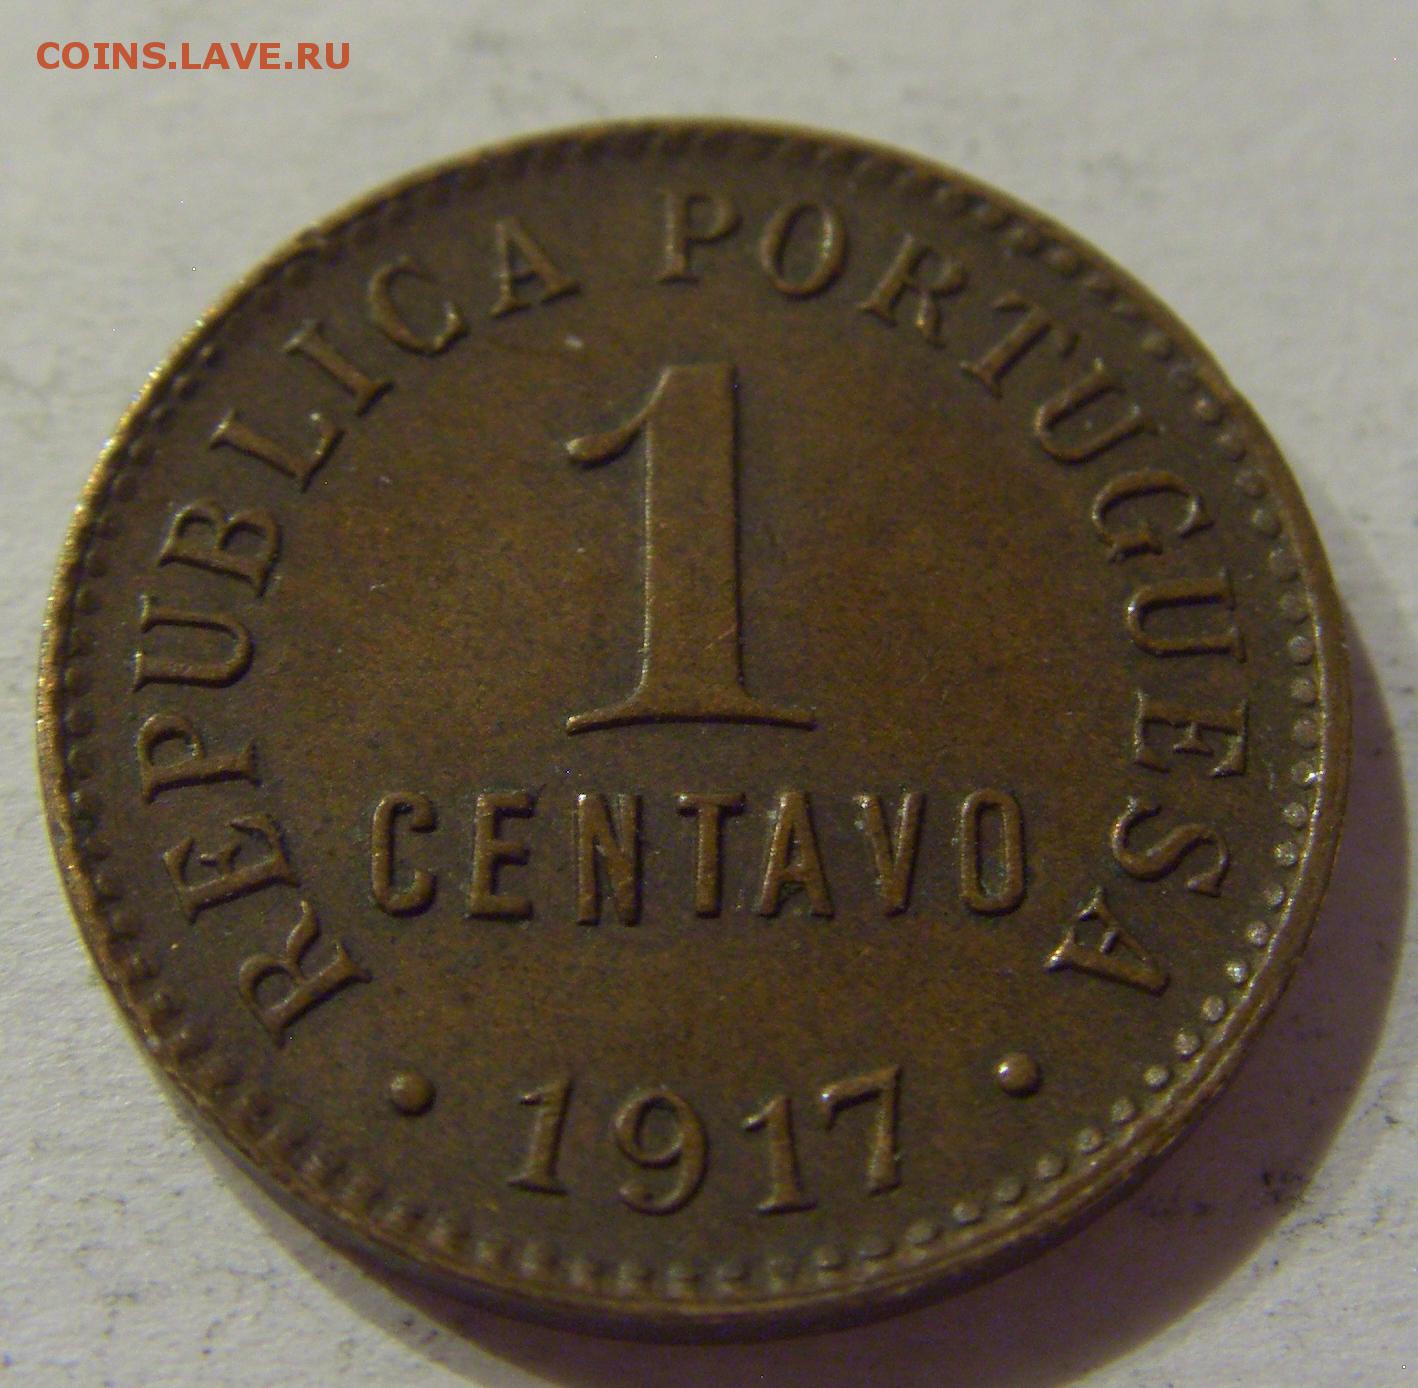 COINS.LAVE.RU
REPUBLICA PORTUGUESA
1
CENTAVO
• 1917 •